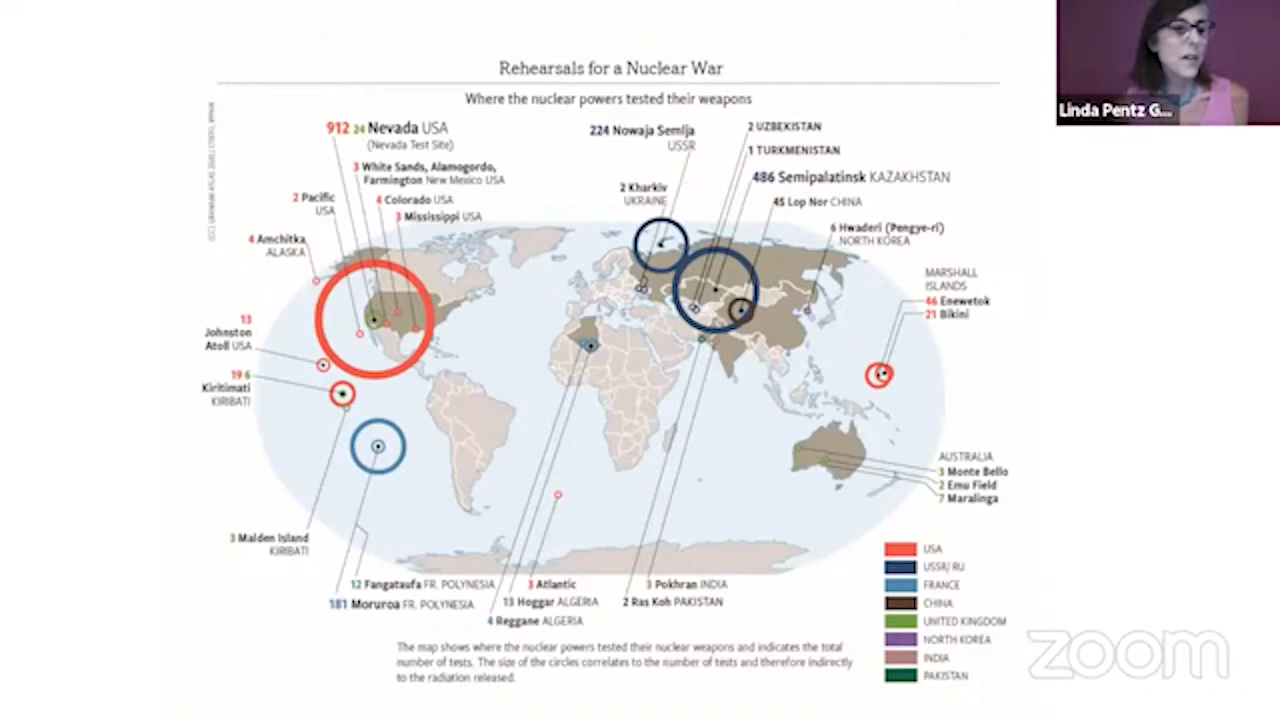 Linda Pentz G...
Rehearsals for a Nuclear War
Where the nuclear powers tested their weapons
912 24 Nevada USA
(Nevada Test Site)
3 White Sands, Alamogordo,
Farmington New Mexico USA
2 Pacific
USA
4 Colorado USA
3 Mississippi USA
4 Amchitka
ALASKA
224 Nowaja Semlja
USSR
2 Kharkiv
UKRAINE
2 UZBEKISTAN
1 TURKMENISTAN
486 Semipalatinsk KAZAKHSTAN
45 Lop Nor CHINA
6 Hwaderi (Pengye-ri)
NORTH KOREA
MARSHALL
ISLANDS
46 Enewetok
21 Bikini
13
Johnston
Atoll USA
19 6
Kiritimati
KIRIBATI
AUSTRALIA
3 Monte Bello
2 Emu Field
7 Maralinga
3 Malden Island
KIRIBATI
12 Fangataufa FR. POLYNESIA
181 Moruroa FR. POLYNESIA
3 Atlantic
13 Hoggar ALGERIA
4 Reggane ALGERIA
3 Pokhran INDIA
2 Ras Koh PAKISTAN
USA
USSR/ RU
FRANCE
CHINA
UNITED KINGDOM
NORTH KOREA
INDIA
PAKISTAN
The map shows where the nuclear powers tested their nuclear weapons and indicates the total
number of tests. The size of the circles correlates to the number of tests and therefore indirectly
to the radiation released.
zoom